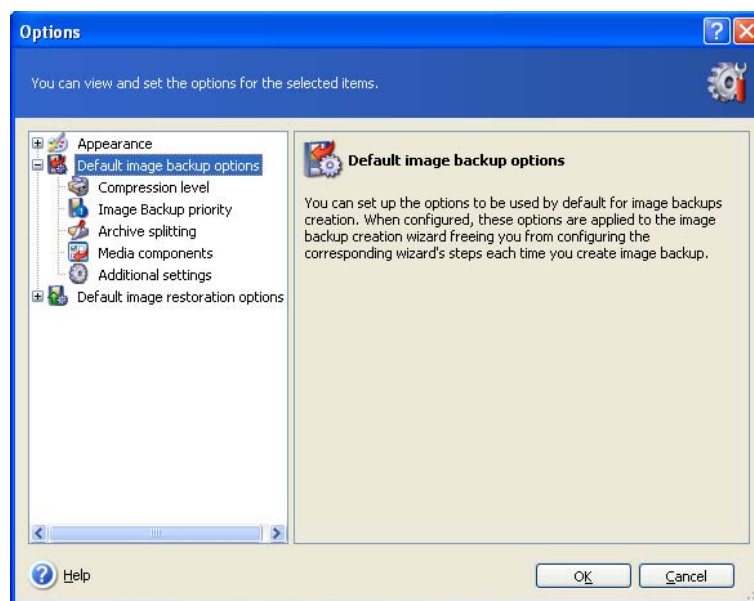 Options
You can view and set the options for the selected items.
Appearance
Default image backup options
Compression level
Image Backup priority
Archive splitting
Media components
Additional settings
Default image restoration options
Default image backup options
You can set up the options to be used by default for image backups
creation. When configured, these options are applied to the image
backup creation wizard freeing you from configuring the
corresponding wizard's steps each time you create image backup.
Help
OK
Cancel